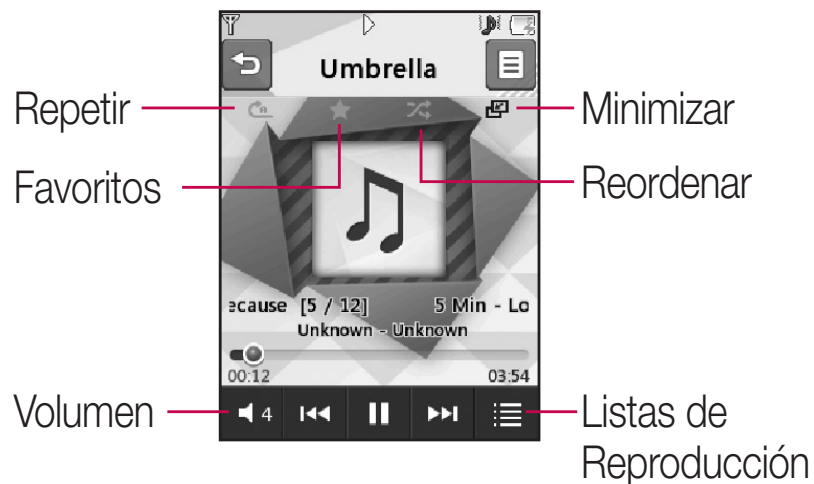 Umbrella
Repetir
Minimizar
Favoritos
Reordenar
ecause [5 / 12] 5 Min - Lo
Unknown - Unknown
00:12 03:54
Volumen
4
Listas de
Reproducción